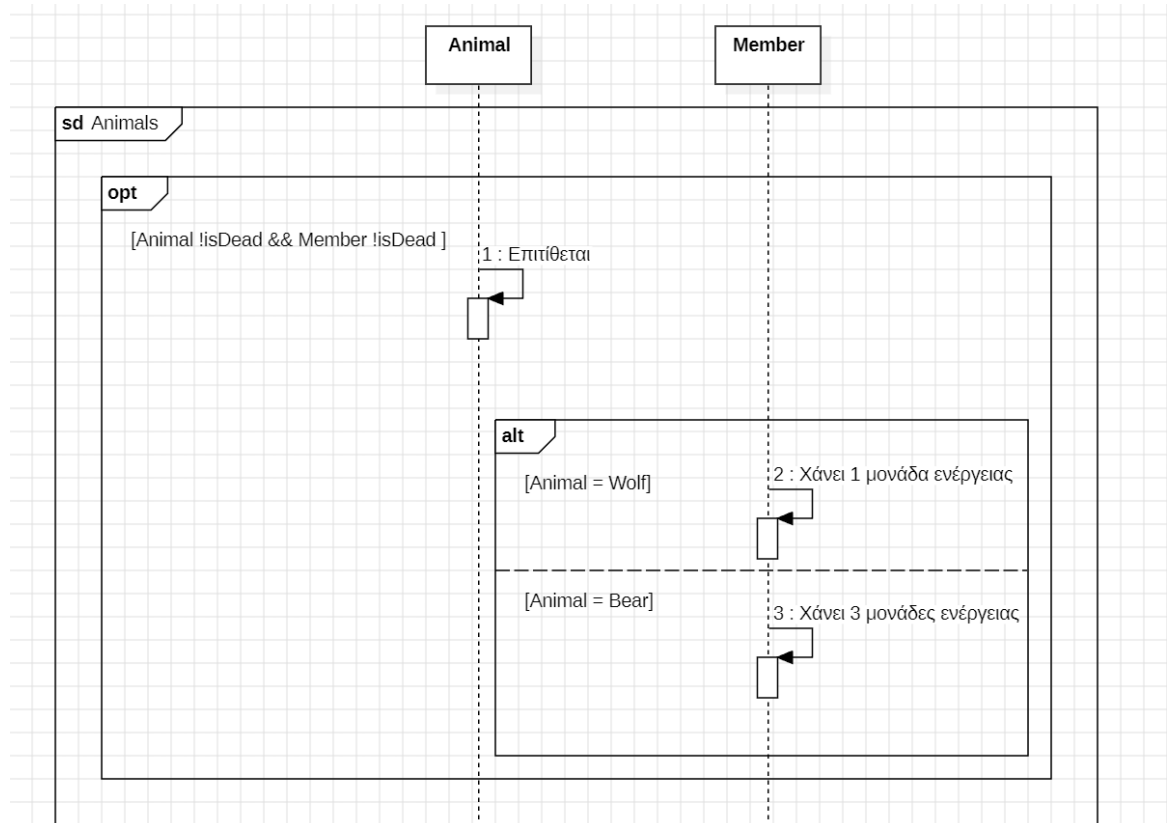 Animal
Member
sd Animals
opt
[Animal !isDead && Member !isDead ]
1 : Επιτίθεται
alt
[Animal = Wolf]
2 : Χάνει 1 μονάδα ενέργειας
[Animal = Bear]
3 : Χάνει 3 μονάδες ενέργειας